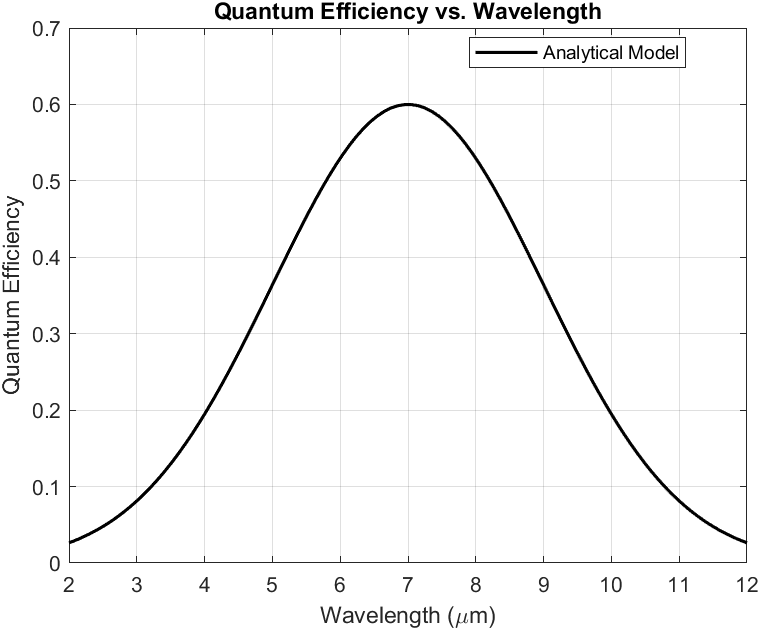 Quantum Efficiency vs. Wavelength
Analytical Model
Quantum Efficiency
0.7
0.6
0.5
0.4
0.3
0.2
0.1
0
2 3 4 5 6 7 8 9 10 11 12
Wavelength (μm)